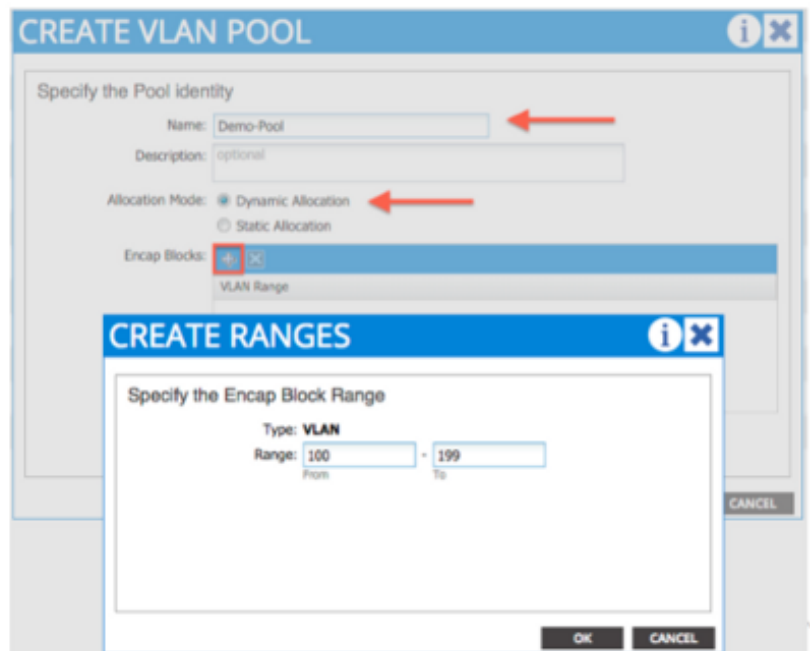 CREATE VLAN POOL
Specify the Pool identity
Name: Demo-Pool
Description: optional
Allocation Mode: Dynamic Allocation
Static Allocation
Encap Blocks:
VLAN Range
CREATE RANGES
Specify the Encap Block Range
Type: VLAN
Range: 100 - 199
From To
CANCEL
OK CANCEL